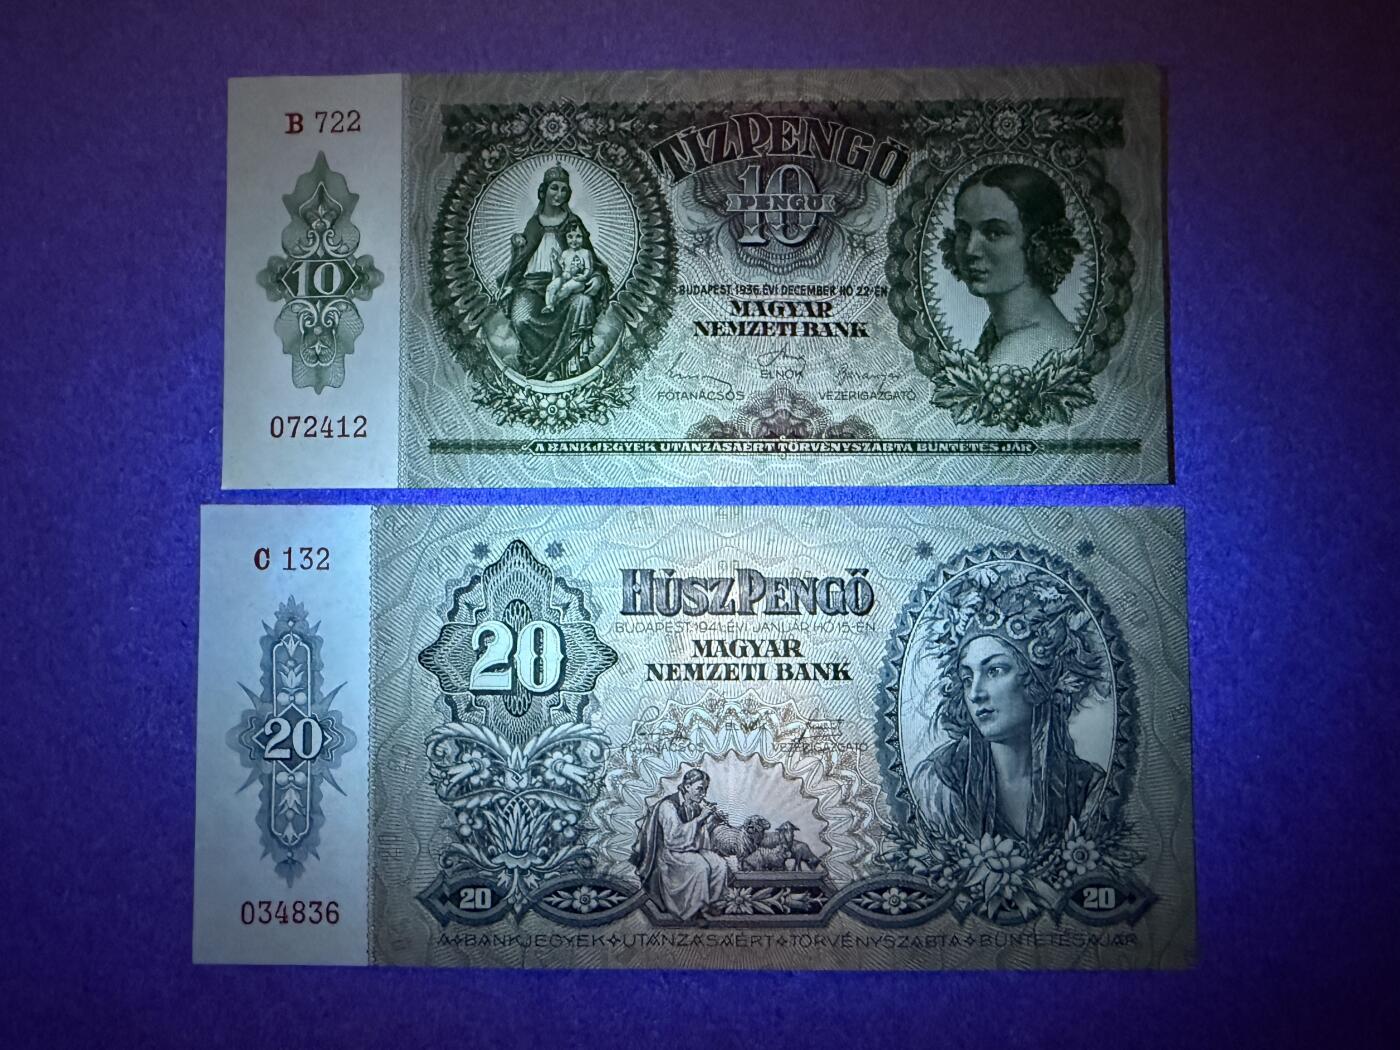 B 722
TÍZ PENGŐ
10
PENGŐ
10
BUDAPEST, 1936. ÉVI DECEMBER HÓ 22-ÉN
MAGYAR
NEMZETI BANK
ELNÖK
FŐTANÁCSOS VEZÉRIGAZGATÓ
072412
A BANKJEGYEK UTÁNZÁSÁÉRT TÖRVÉNYSZABTA BÜNTETÉS JÁR
C 132
HÚSZ PENGŐ
BUDAPEST, 1941. ÉVI JANUÁR HÓ 15-ÉN
20
MAGYAR
NEMZETI BANK
20
ELNÖK
FŐTANÁCSOS VEZÉRIGAZGATÓ
20 20
034836
A BANKJEGYEK UTÁNZÁSÁÉRT TÖRVÉNYSZABTA BÜNTETÉS JÁR